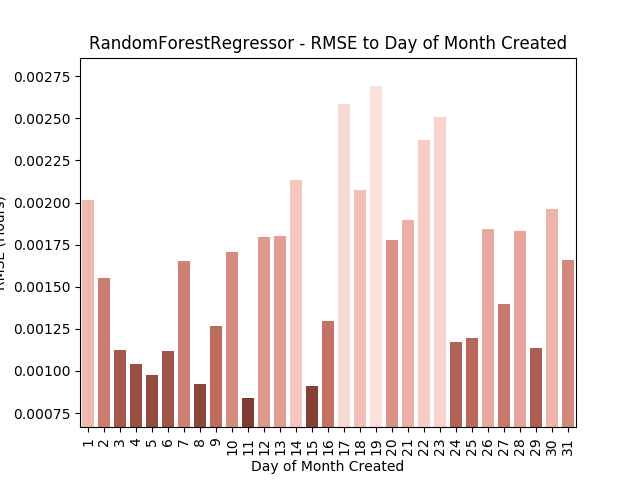 RandomForestRegressor - RMSE to Day of Month Created
RMSE (Hours)
0.00275
0.00250
0.00225
0.00200
0.00175
0.00150
0.00125
0.00100
0.00075
1 2 3 4 5 6 7 8 9 10 11 12 13 14 15 16 17 18 19 20 21 22 23 24 25 26 27 28 29 30 31
Day of Month Created